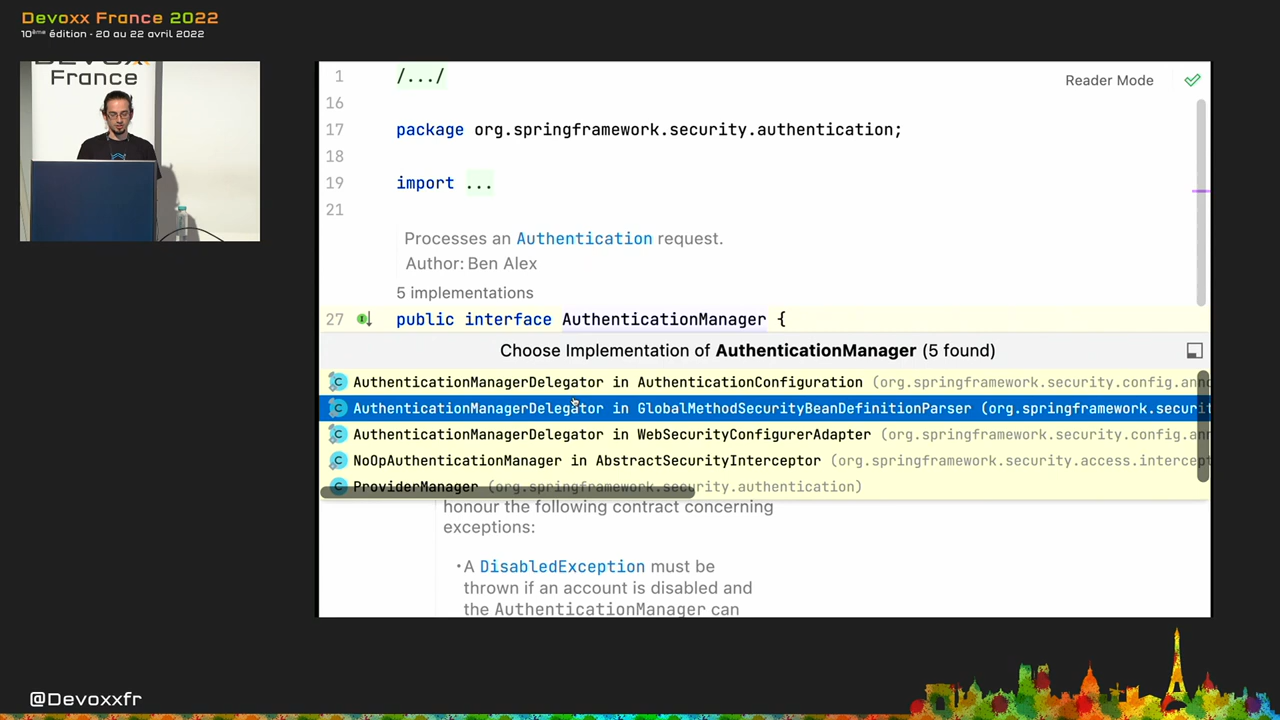 Devoxx France 2022
10ème édition - 20 au 22 avril 2022
France
1 /.../
Reader Mode
16
17 package org.springframework.security.authentication;
18
19 import ...
21
Processes an Authentication request.
Author: Ben Alex
5 implementations
27 public interface AuthenticationManager {
Choose Implementation of AuthenticationManager (5 found)
AuthenticationManagerDelegator in AuthenticationConfiguration (org.springframework.security.config.anno
AuthenticationManagerDelegator in GlobalMethodSecurityBeanDefinitionParser (org.springframework.securit
AuthenticationManagerDelegator in WebSecurityConfigurerAdapter (org.springframework.security.config.ann
NoOpAuthenticationManager in AbstractSecurityInterceptor (org.springframework.security.access.intercept
ProviderManager (org.springframework.security.authentication)
honour the following contract concerning
exceptions:
· A DisabledException must be
thrown if an account is disabled and
the AuthenticationManager can
@Devoxxfr